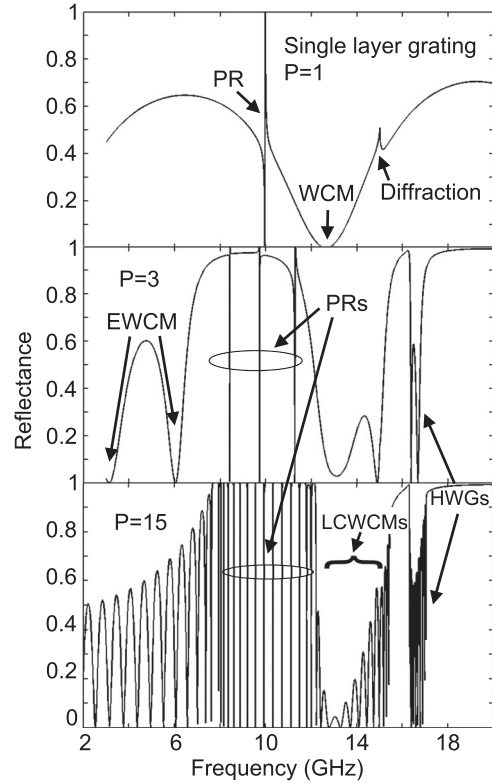 1
Single layer grating
P=1
0.8
PR
0.6
0.4
WCM
Diffraction
0.2
1
P=3
0.8
EWCM
PRs
0.6
Reflectance
0.4
0.2
HWGs
1
P=15
LCWCMs
0.8
0.6
0.4
0.2
0
2 6 10 14 18
Frequency (GHz)